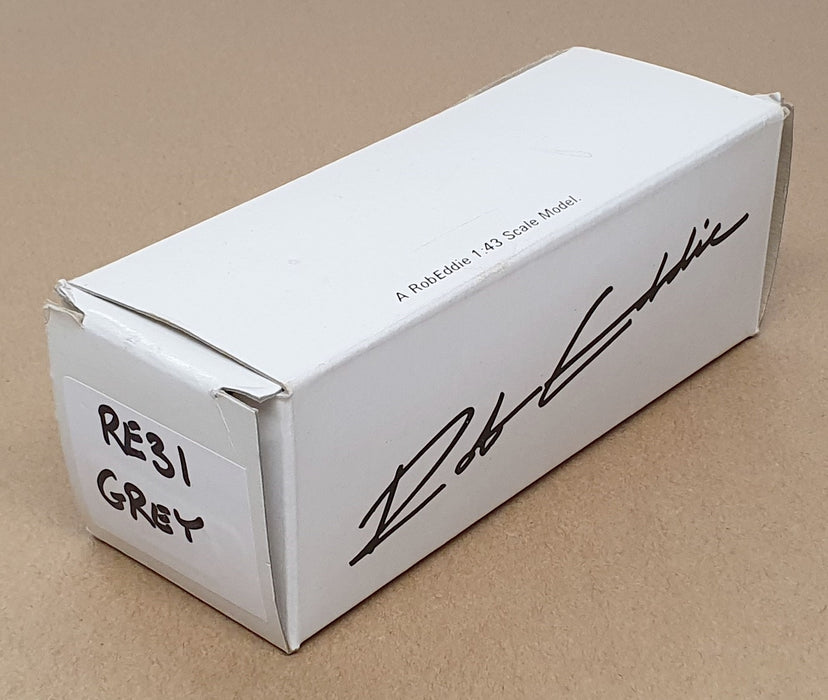 A RobEddie 1:43 Scale Model.
Rob Eddie
RE31
GREY